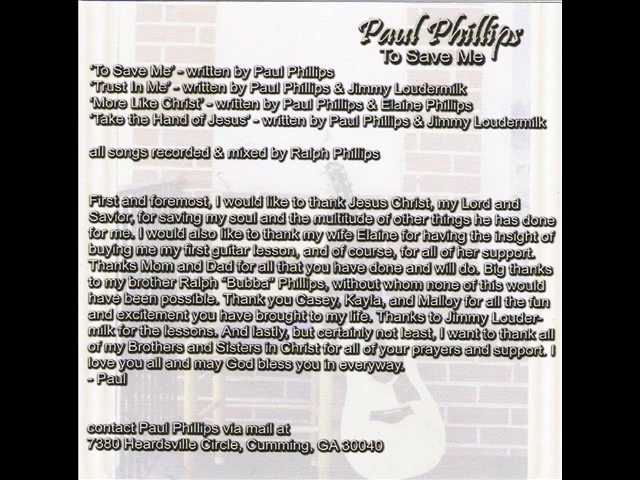 Paul Phillips
To Save Me
'To Save Me' - written by Paul Phillips
'Trust In Me' - written by Paul Phillips & Jimmy Loudermilk
'More Like Christ' - written by Paul Phillips & Elaine Phillips
'Take the Hand of Jesus' - written by Paul Phillips & Jimmy Loudermilk
all songs recorded & mixed by Ralph Phillips
First and foremost, I would like to thank Jesus Christ, my Lord and
Savior, for saving my soul and the multitude of other things he has done
for me. I would also like to thank my wife Elaine for having the insight of
buying me my first guitar lesson, and of course, for all of her support.
Thanks Mom and Dad for all that you have done and will do. Big thanks
to my brother Ralph "Bubba" Phillips, without whom none of this would
have been possible. Thank you Casey, Kayla, and Malloy for all the fun
and excitement you have brought to my life. Thanks to Jimmy Louder-
milk for the lessons. And lastly, but certainly not least, I want to thank all
of my Brothers and Sisters in Christ for all of your prayers and support. I
love you all and may God bless you in everyway.
- Paul
contact Paul Phillips via mail at
7380 Heardsville Circle, Cumming, GA 30040